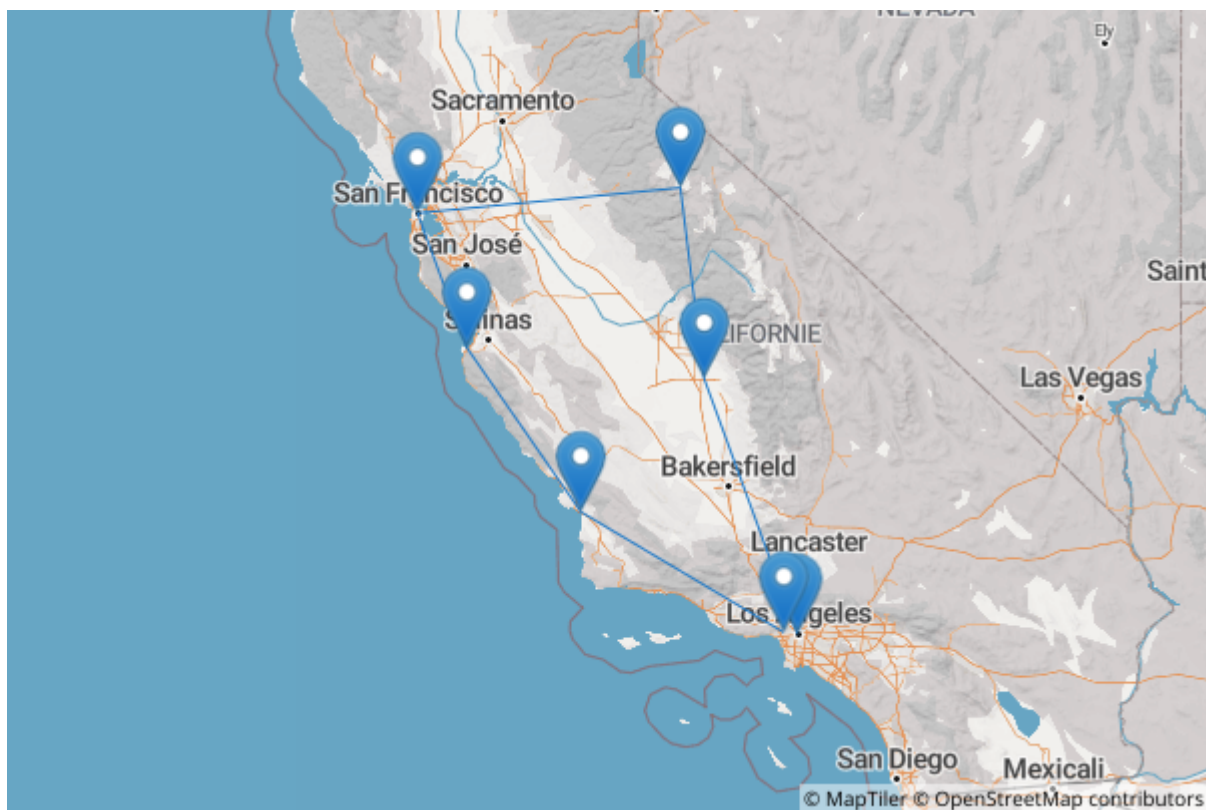 NEVADA
Ely
Sacramento
San Francisco
San José
Saint
Salinas
LIFORNIE
Las Vegas
Bakersfield
Lancaster
Los Angeles
San Diego
Mexicali
© MapTiler © OpenStreetMap contributors